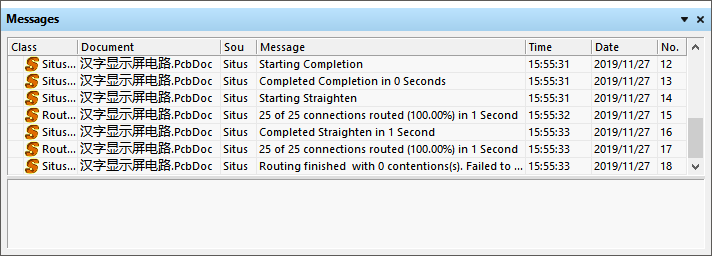 Messages
Class Document Sou Message Time Date No.
Situs... 汉字显示屏电路.PcbDoc Situs Starting Completion 15:55:31 2019/11/27 12
Situs... 汉字显示屏电路.PcbDoc Situs Completed Completion in 0 Seconds 15:55:31 2019/11/27 13
Situs... 汉字显示屏电路.PcbDoc Situs Starting Straighten 15:55:31 2019/11/27 14
Rout... 汉字显示屏电路.PcbDoc Situs 25 of 25 connections routed (100.00%) in 1 Second 15:55:32 2019/11/27 15
Situs... 汉字显示屏电路.PcbDoc Situs Completed Straighten in 1 Second 15:55:33 2019/11/27 16
Rout... 汉字显示屏电路.PcbDoc Situs 25 of 25 connections routed (100.00%) in 1 Second 15:55:33 2019/11/27 17
Situs... 汉字显示屏电路.PcbDoc Situs Routing finished with 0 contentions(s). Failed to ... 15:55:33 2019/11/27 18